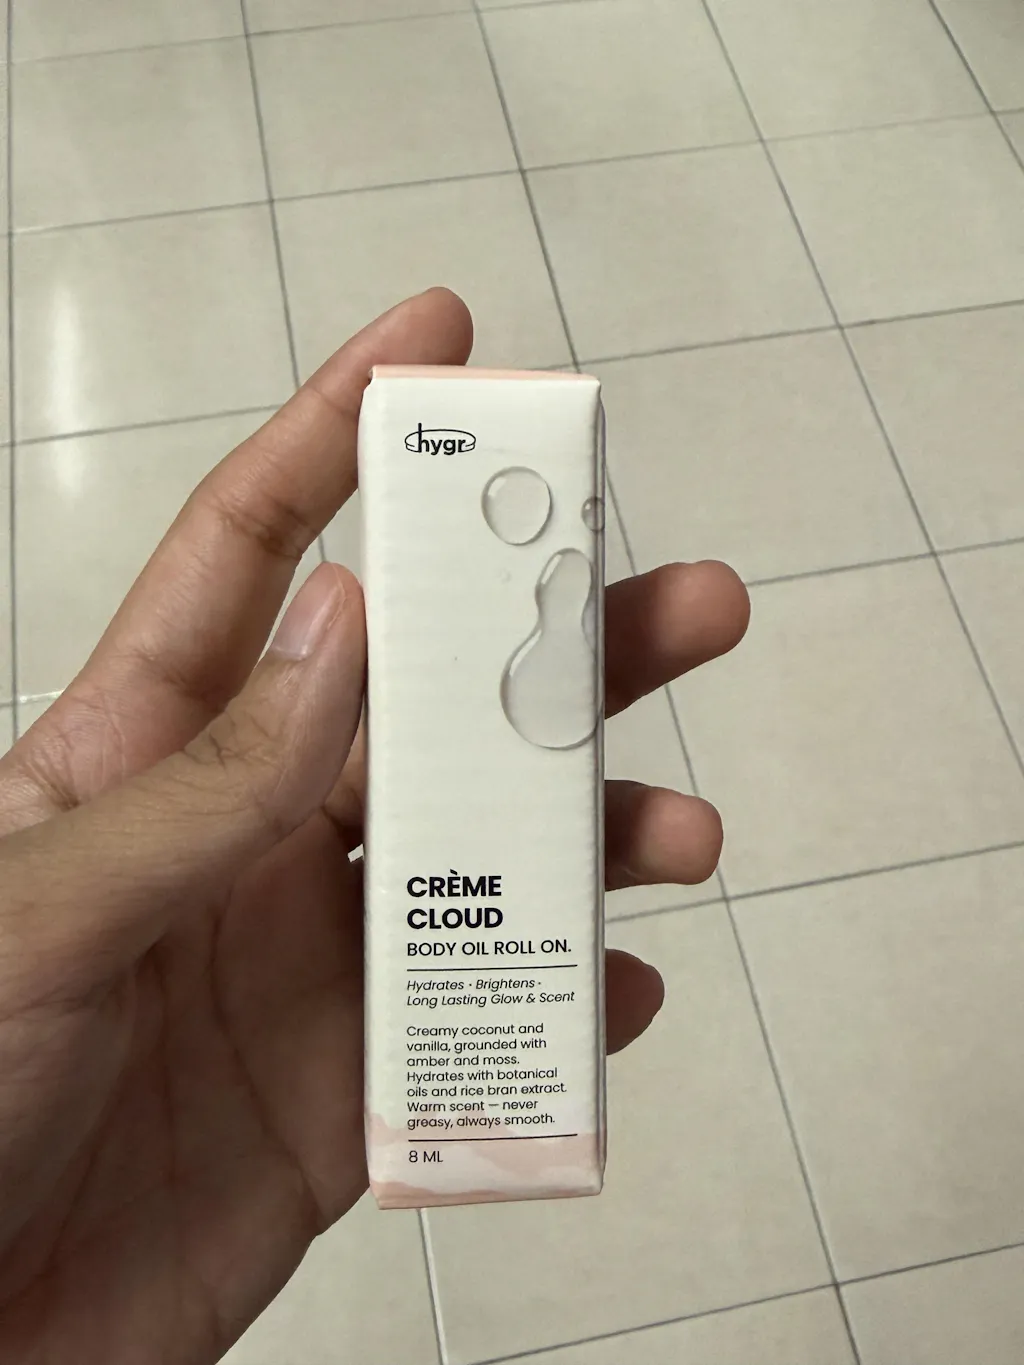 hygr
CRÈME
CLOUD
BODY OIL ROLL ON.
Hydrates · Brightens ·
Long Lasting Glow & Scent
Creamy coconut and
vanilla, grounded with
amber and moss.
Hydrates with botanical
oils and rice bran extract.
Warm scent — never
greasy, always smooth.
8 ML